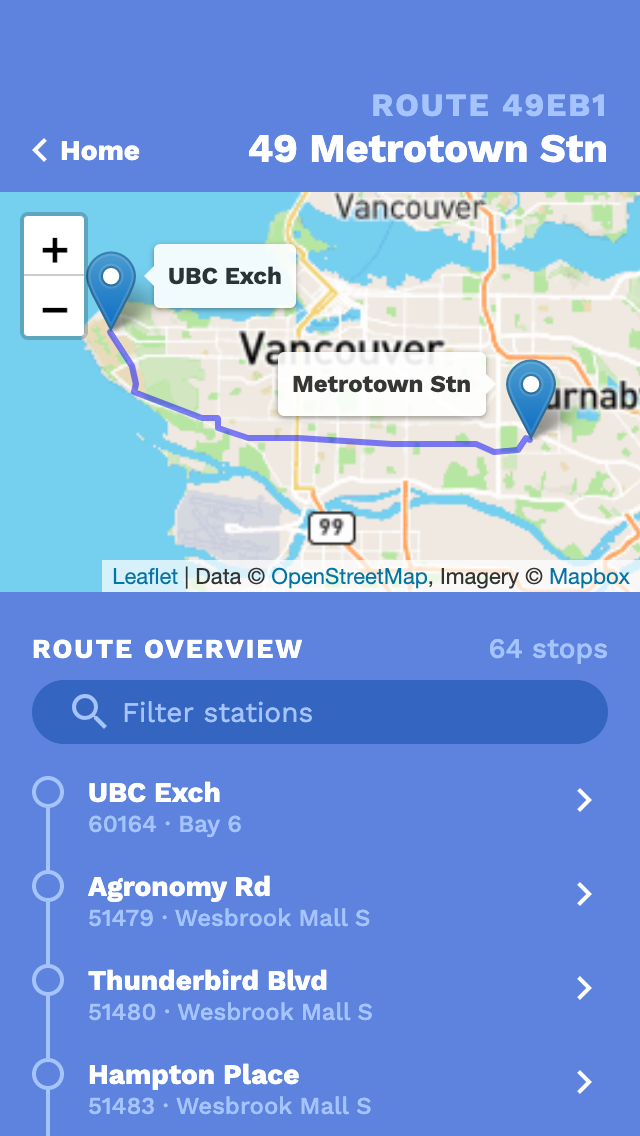 ROUTE 49EB1
Home
49 Metrotown Stn
Vancouver
+
UBC Exch
−
Vancouver
Metrotown Stn
urnab
99
Leaflet | Data © OpenStreetMap, Imagery © Mapbox
ROUTE OVERVIEW
64 stops
Filter stations
UBC Exch
60164 · Bay 6
Agronomy Rd
51479 · Wesbrook Mall S
Thunderbird Blvd
51480 · Wesbrook Mall S
Hampton Place
51483 · Wesbrook Mall S